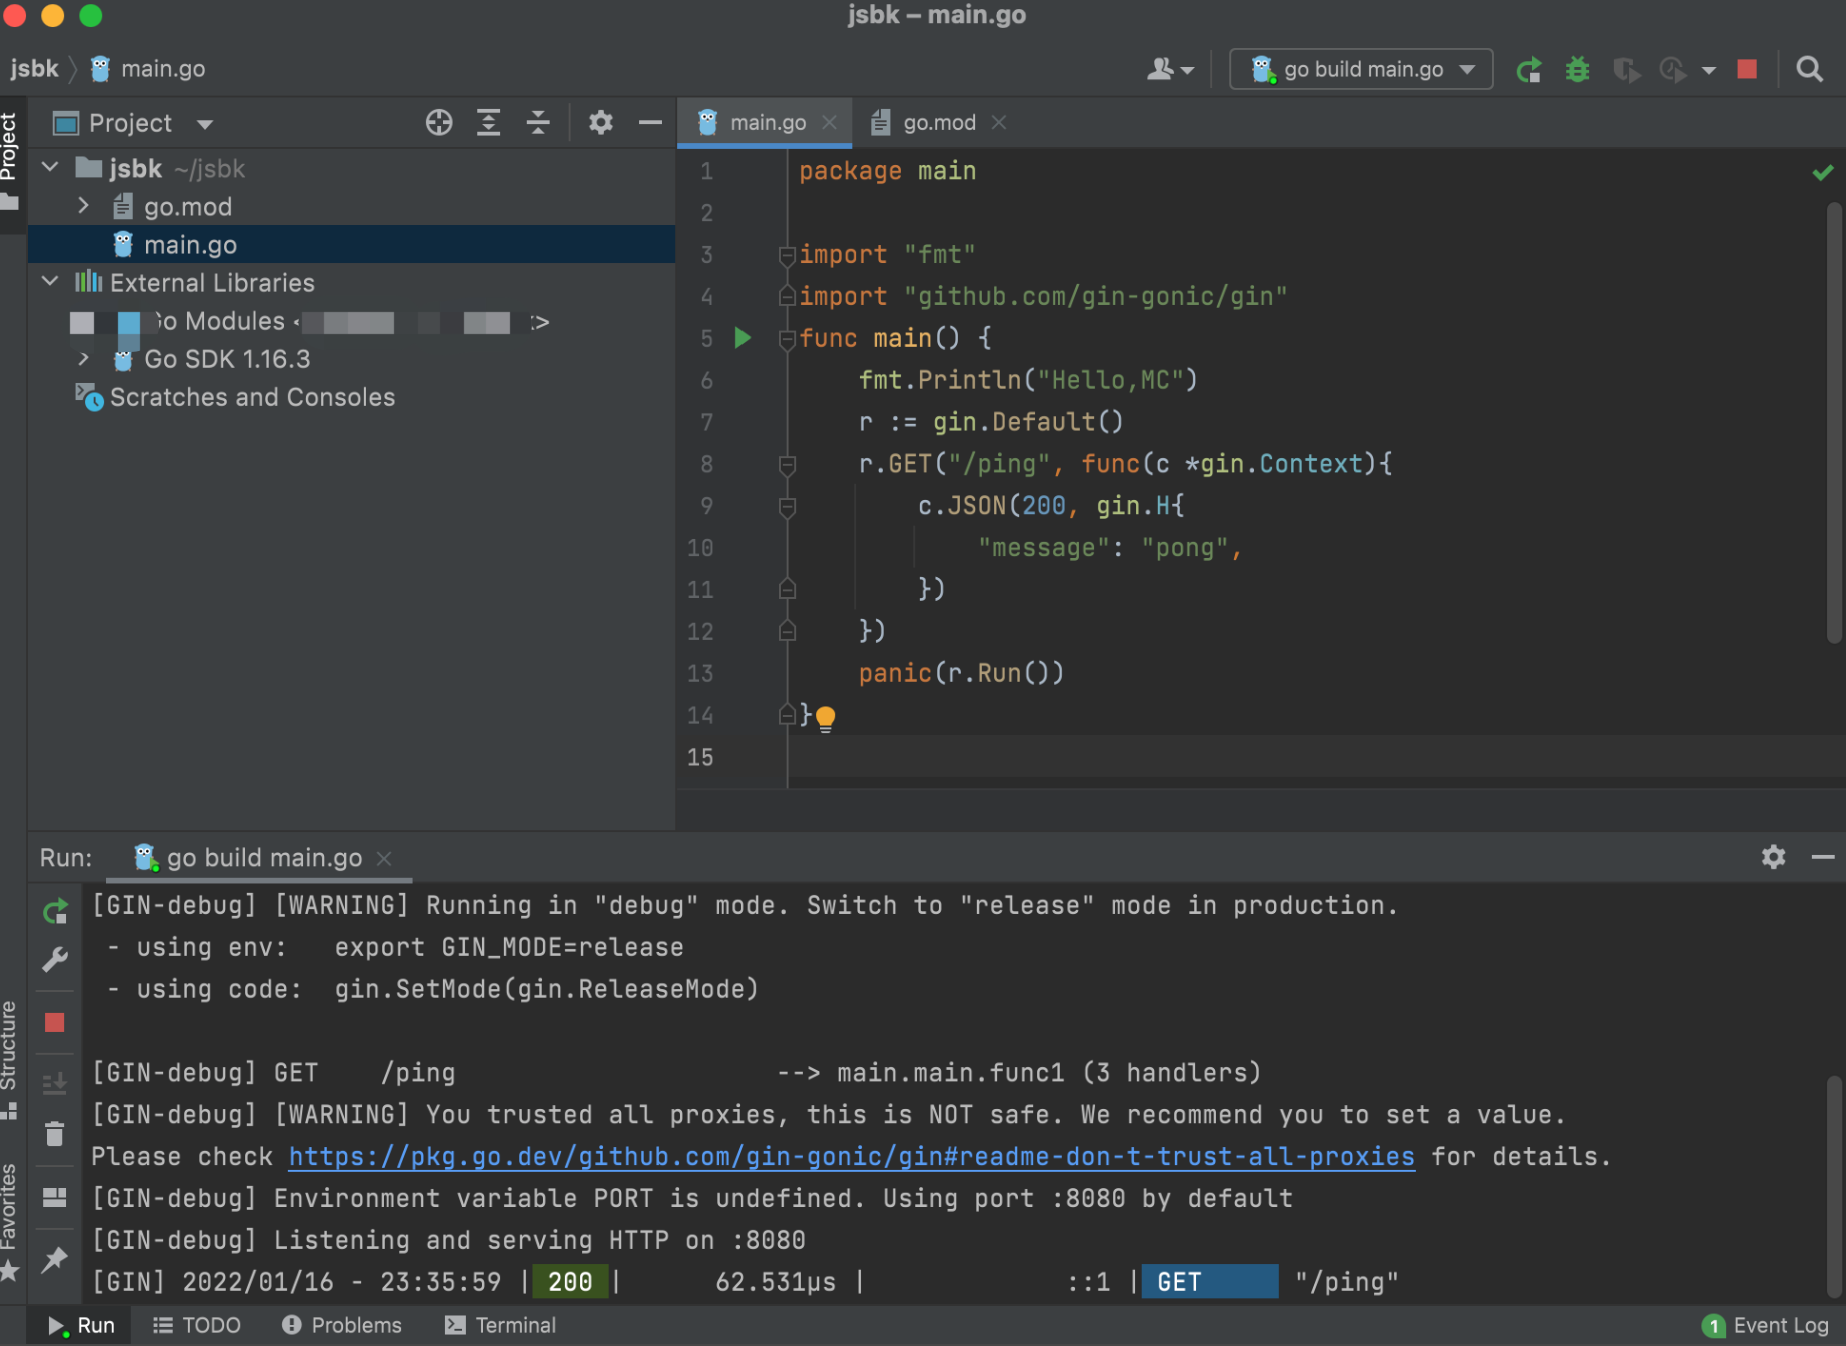 jsbk – main.go
jsbk main.go
go build main.go
Project
Project
main.go
go.mod
jsbk ~/jsbk
go.mod
main.go
External Libraries
Go Modules < >
Go SDK 1.16.3
Scratches and Consoles
1 package main
2
3 import "fmt"
4 import "github.com/gin-gonic/gin"
5 func main() {
6 fmt.Println("Hello,MC")
7 r := gin.Default()
8 r.GET("/ping", func(c *gin.Context){
9 c.JSON(200, gin.H{
10 "message": "pong",
11 })
12 })
13 panic(r.Run())
14 }
15
Run: go build main.go
[GIN-debug] [WARNING] Running in "debug" mode. Switch to "release" mode in production.
- using env: export GIN_MODE=release
- using code: gin.SetMode(gin.ReleaseMode)
[GIN-debug] GET /ping --> main.main.func1 (3 handlers)
[GIN-debug] [WARNING] You trusted all proxies, this is NOT safe. We recommend you to set a value.
Please check https://pkg.go.dev/github.com/gin-gonic/gin#readme-don-t-trust-all-proxies for details.
[GIN-debug] Environment variable PORT is undefined. Using port :8080 by default
[GIN-debug] Listening and serving HTTP on :8080
[GIN] 2022/01/16 - 23:35:59 | 200 | 62.531µs | ::1 | GET "/ping"
Structure
Favorites
Run TODO Problems Terminal
1 Event Log